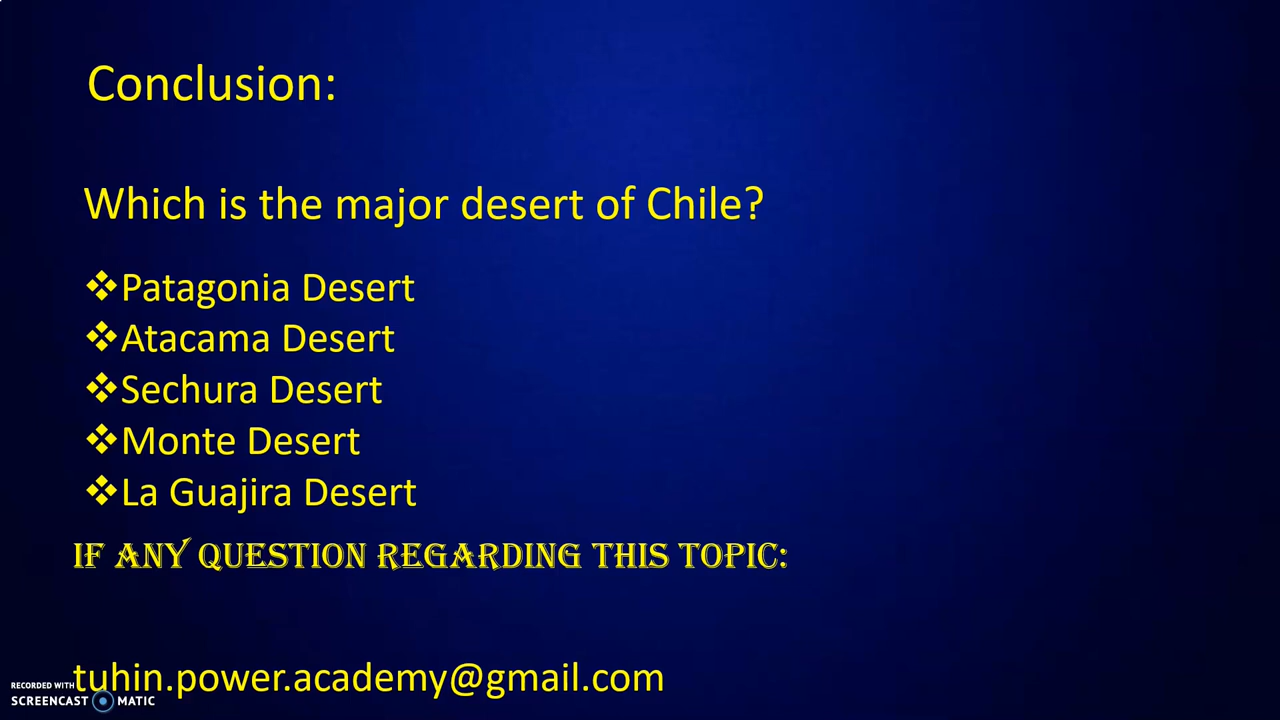 Conclusion:
Which is the major desert of Chile?
❖Patagonia Desert
❖Atacama Desert
❖Sechura Desert
❖Monte Desert
❖La Guajira Desert
IF ANY QUESTION REGARDING THIS TOPIC:
tuhin.power.academy@gmail.com
RECORDED WITH
SCREENCAST MATIC